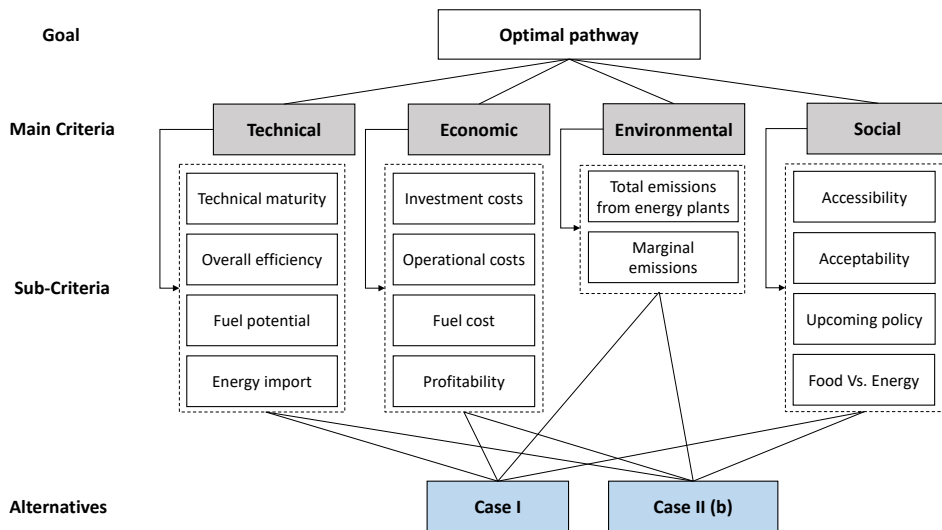 Goal
Optimal pathway
Main Criteria
Technical
Economic
Environmental
Social
Sub-Criteria
Technical maturity
Overall efficiency
Fuel potential
Energy import
Investment costs
Operational costs
Fuel cost
Profitability
Total emissions
from energy plants
Marginal
emissions
Accessibility
Acceptability
Upcoming policy
Food Vs. Energy
Alternatives
Case I
Case II (b)